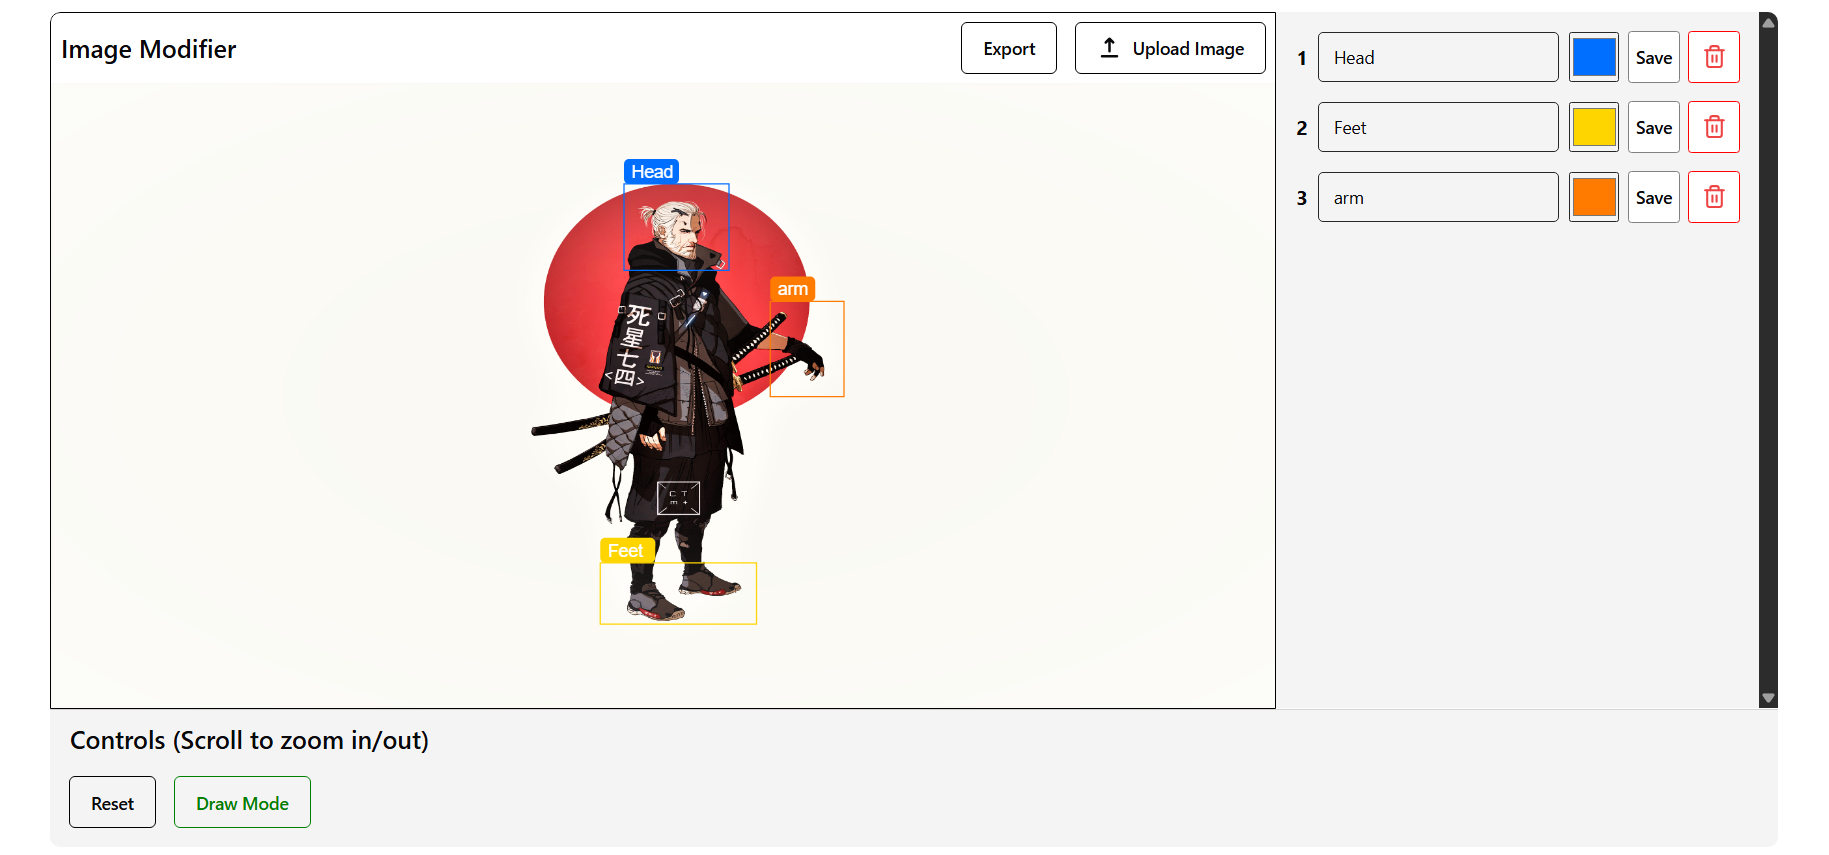 Image Modifier
Export
Upload Image
1 Head Save
2 Feet Save
3 arm Save
Head
arm
死
星
七
四
Feet
Controls (Scroll to zoom in/out)
Reset
Draw Mode